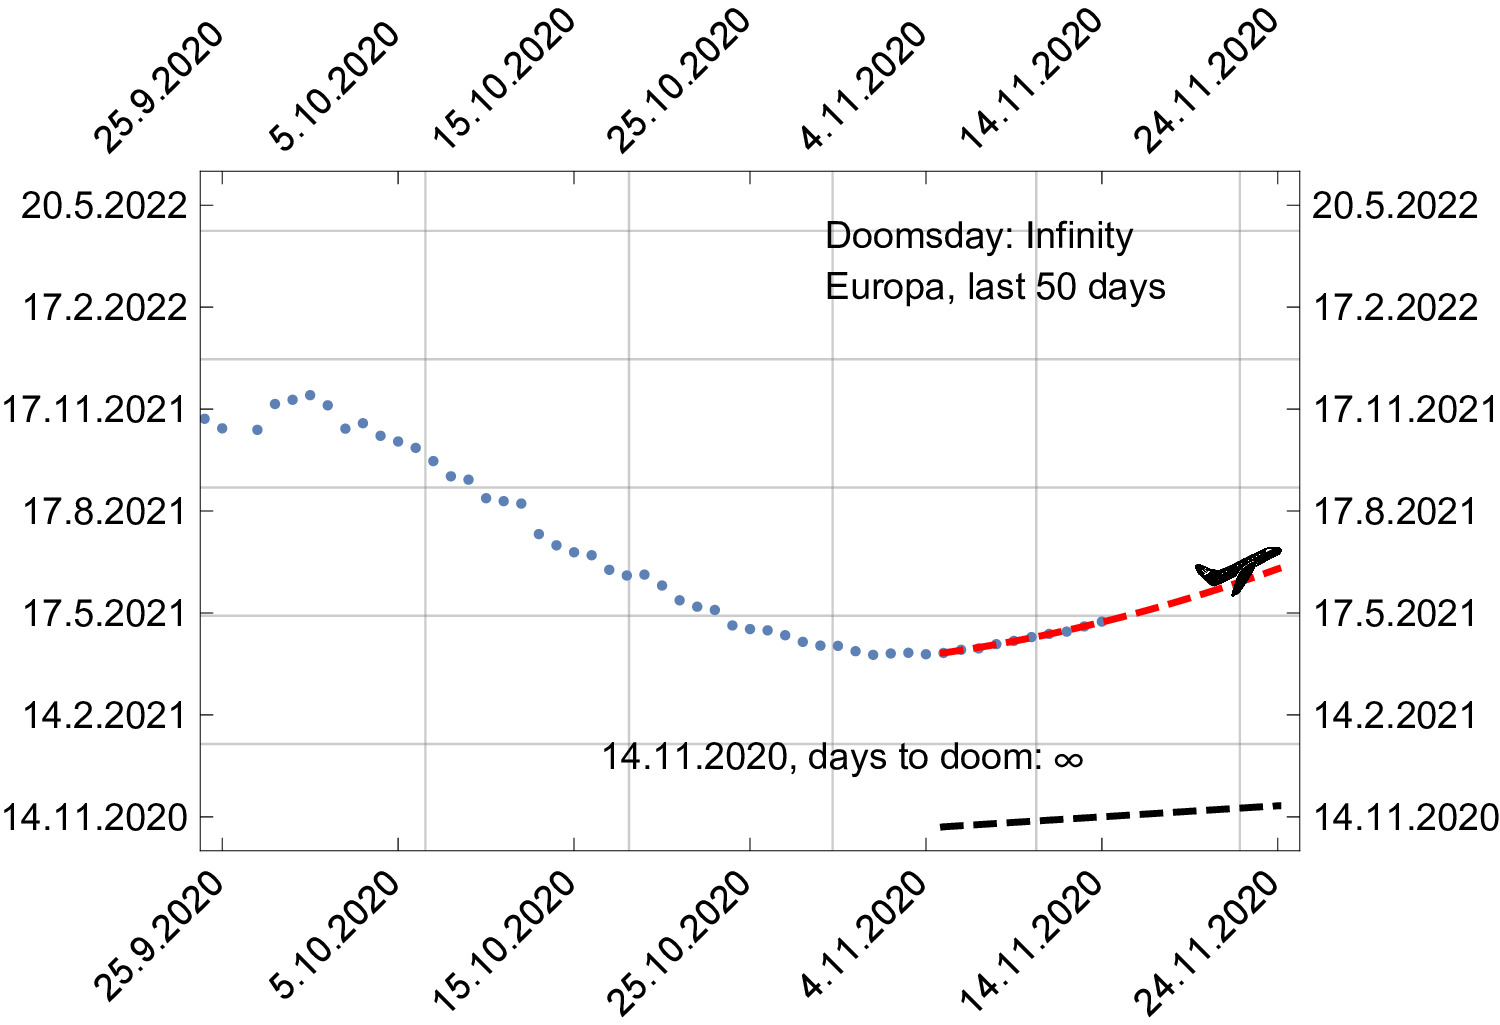 25.9.2020 5.10.2020 15.10.2020 25.10.2020 4.11.2020 14.11.2020 24.11.2020
20.5.2022 20.5.2022
Doomsday: Infinity
Europa, last 50 days
17.2.2022 17.2.2022
17.11.2021 17.11.2021
17.8.2021 17.8.2021
17.5.2021 17.5.2021
14.2.2021 14.2.2021
14.11.2020, days to doom: ∞
14.11.2020 14.11.2020
25.9.2020 5.10.2020 15.10.2020 25.10.2020 4.11.2020 14.11.2020 24.11.2020